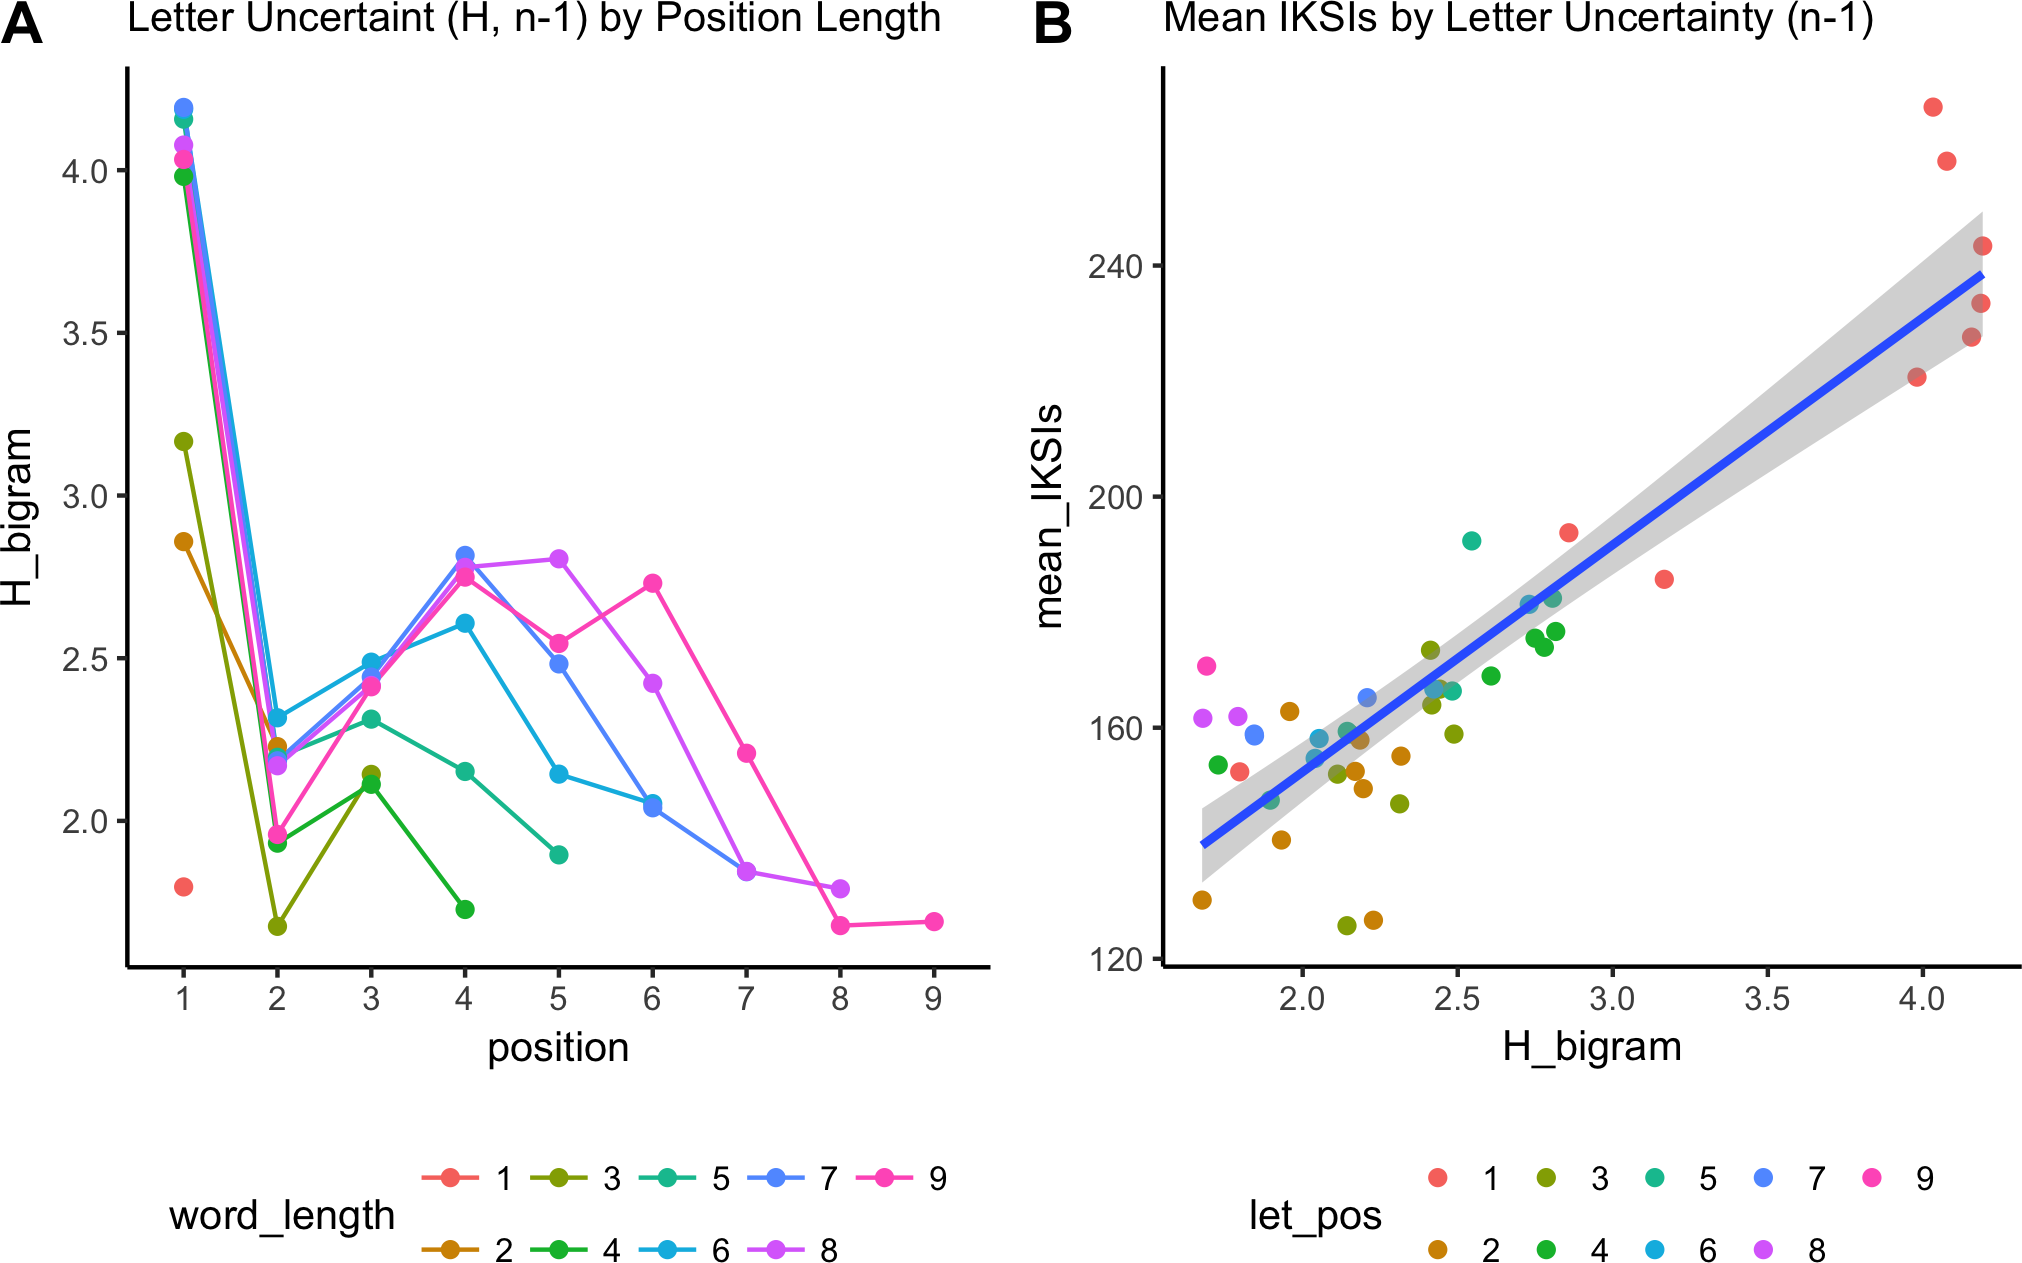 A
Letter Uncertaint (H, n-1) by Position Length
H_bigram
4.0
3.5
3.0
2.5
2.0
1 2 3 4 5 6 7 8 9
position
word_length
1 3 5 7 9
2 4 6 8
B
Mean IKSIs by Letter Uncertainty (n-1)
mean_IKSIs
240
200
160
120
2.0 2.5 3.0 3.5 4.0
H_bigram
let_pos
1 3 5 7 9
2 4 6 8